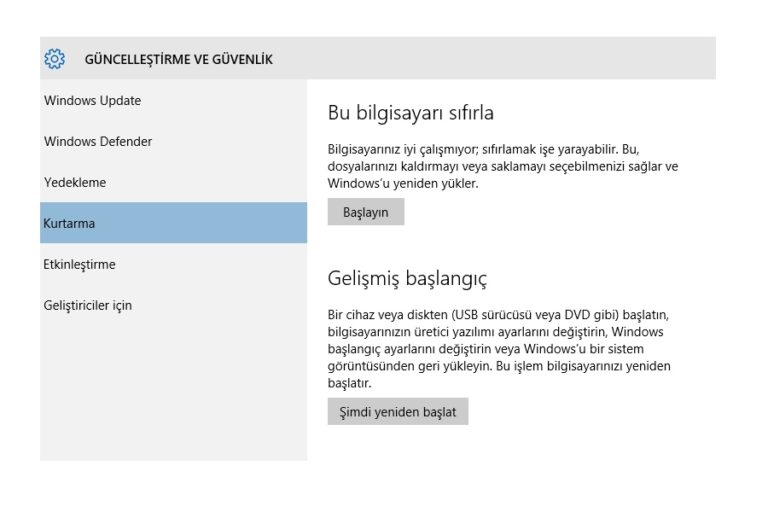 GÜNCELLEŞTİRME VE GÜVENLİK
Windows Update
Windows Defender
Yedekleme
Kurtarma
Etkinleştirme
Geliştiriciler için
Bu bilgisayarı sıfırla
Bilgisayarınız iyi çalışmıyor; sıfırlamak işe yarayabilir. Bu,
dosyalarınızı kaldırmayı veya saklamayı seçebilmenizi sağlar ve
Windows'u yeniden yükler.
Başlayın
Gelişmiş başlangıç
Bir cihaz veya diskten (USB sürücüsü veya DVD gibi) başlatın,
bilgisayarınızın üretici yazılımı ayarlarını değiştirin, Windows
başlangıç ayarlarını değiştirin veya Windows'u bir sistem
görüntüsünden geri yükleyin. Bu işlem bilgisayarınızı yeniden
başlatır.
Şimdi yeniden başlat